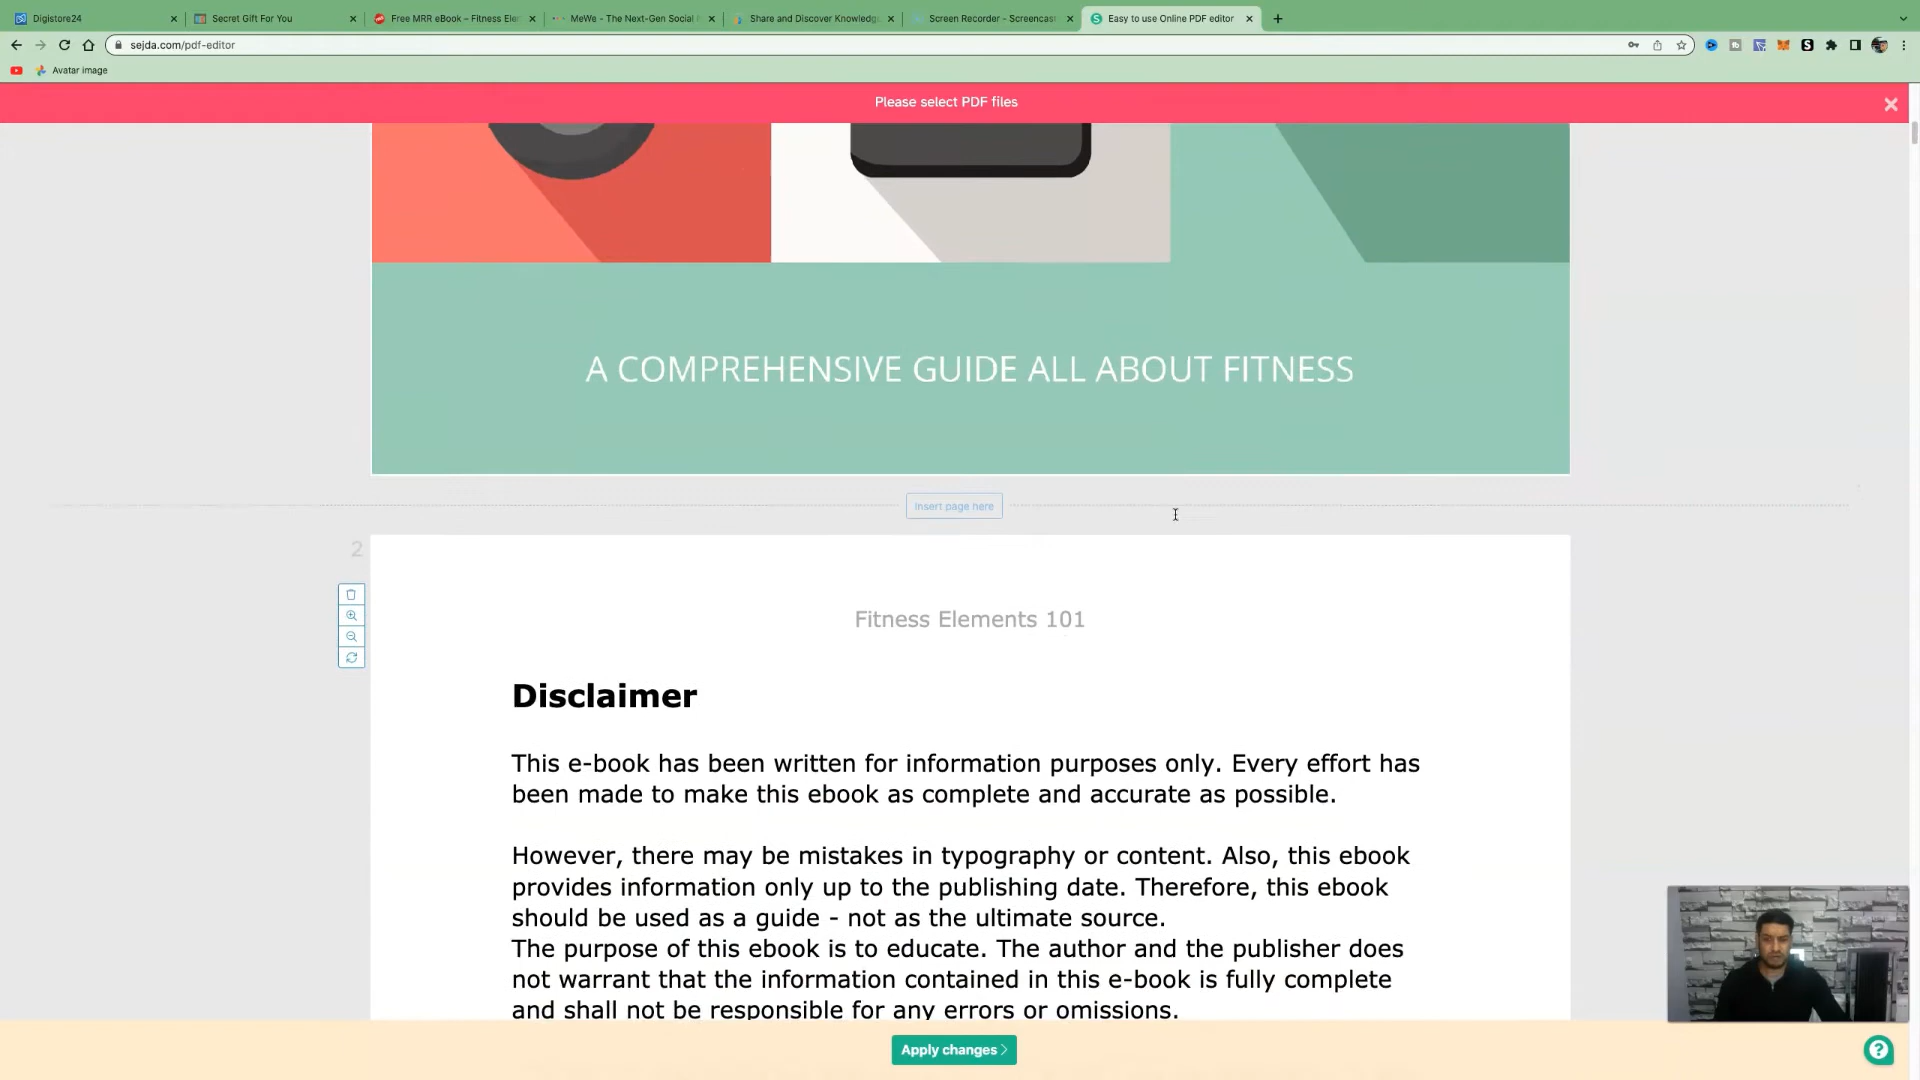 Digistore24
Secret Gift For You
Free MRR eBook – Fitness Ele
MeWe - The Next-Gen Social
Share and Discover Knowledg
Screen Recorder - Screencas
Easy to use Online PDF editor
sejda.com/pdf-editor
Avatar image
Please select PDF files
A COMPREHENSIVE GUIDE ALL ABOUT FITNESS
Insert page here
2
Fitness Elements 101
Disclaimer
This e-book has been written for information purposes only. Every effort has
been made to make this ebook as complete and accurate as possible.
However, there may be mistakes in typography or content. Also, this ebook
provides information only up to the publishing date. Therefore, this ebook
should be used as a guide - not as the ultimate source.
The purpose of this ebook is to educate. The author and the publisher does
not warrant that the information contained in this e-book is fully complete
and shall not be responsible for any errors or omissions.
Apply changes